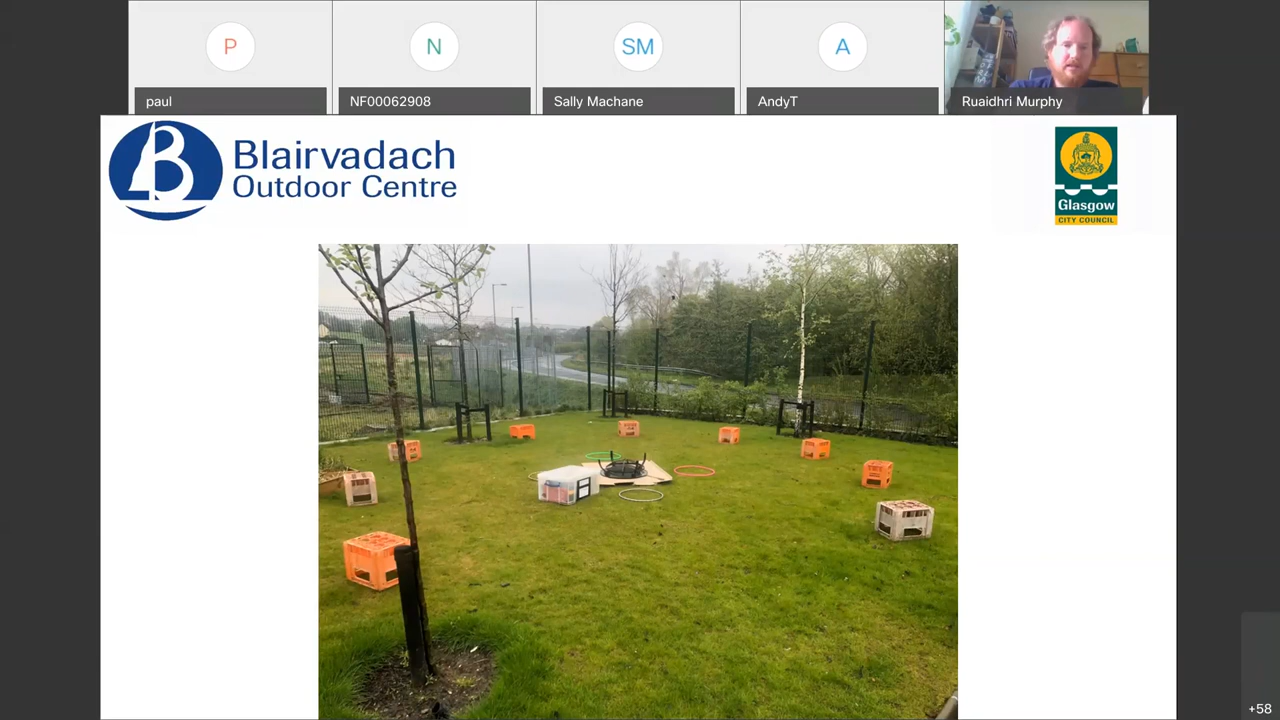 P
N
SM
A
paul
NF00062908
Sally Machane
AndyT
Ruaidhri Murphy
B
Blairvadach
Outdoor Centre
Glasgow
CITY COUNCIL
+58